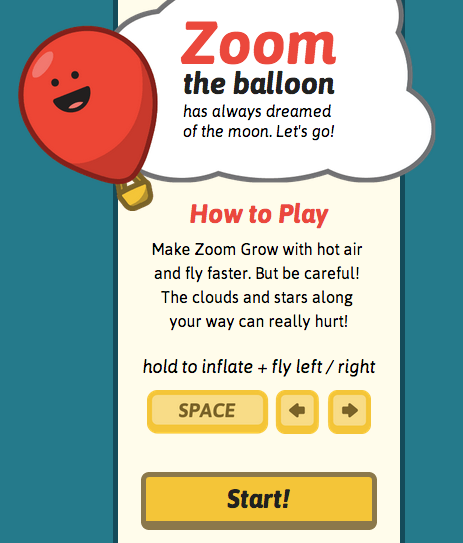 Zoom
the balloon
has always dreamed
of the moon. Let's go!
How to Play
Make Zoom Grow with hot air
and fly faster. But be careful!
The clouds and stars along
your way can really hurt!
hold to inflate + fly left / right
SPACE
Start!